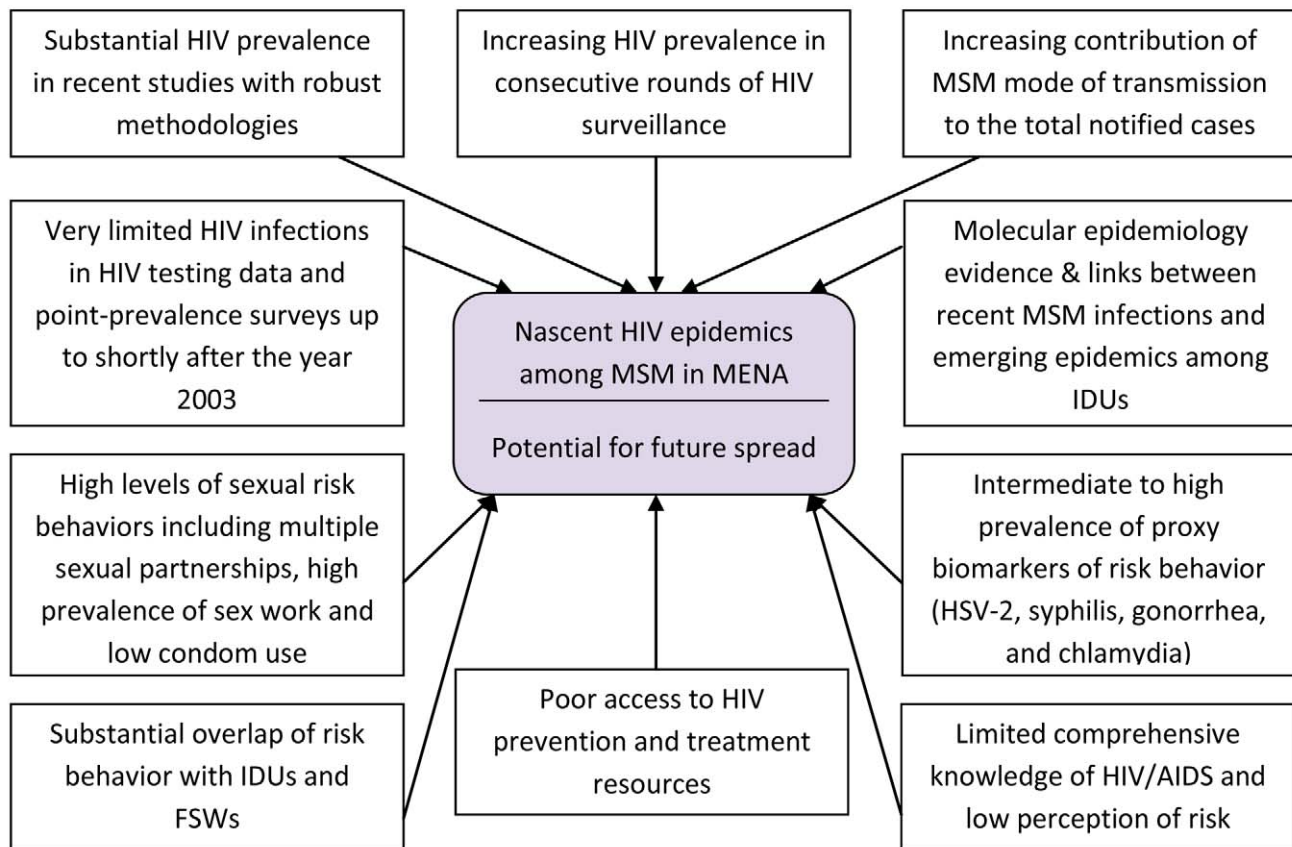 Substantial HIV prevalence
in recent studies with robust
methodologies
Increasing HIV prevalence in
consecutive rounds of HIV
surveillance
Increasing contribution of
MSM mode of transmission
to the total notified cases
Very limited HIV infections
in HIV testing data and
point-prevalence surveys up
to shortly after the year
2003
Nascent HIV epidemics
among MSM in MENA
Potential for future spread
Molecular epidemiology
evidence & links between
recent MSM infections and
emerging epidemics among
IDUs
High levels of sexual risk
behaviors including multiple
sexual partnerships, high
prevalence of sex work and
low condom use
Intermediate to high
prevalence of proxy
biomarkers of risk behavior
(HSV-2, syphilis, gonorrhea,
and chlamydia)
Substantial overlap of risk
behavior with IDUs and
FSWs
Poor access to HIV
prevention and treatment
resources
Limited comprehensive
knowledge of HIV/AIDS and
low perception of risk